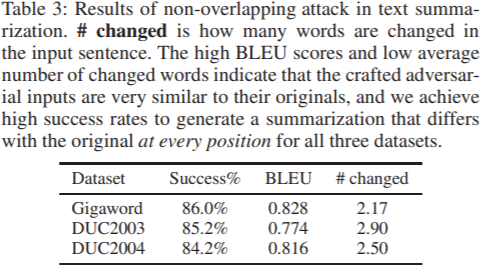 Table 3: Results of non-overlapping attack in text summa-
rization. # changed is how many words are changed in
the input sentence. The high BLEU scores and low average
number of changed words indicate that the crafted adversar-
ial inputs are very similar to their originals, and we achieve
high success rates to generate a summarization that differs
with the original at every position for all three datasets.
Dataset Success% BLEU # changed
Gigaword 86.0% 0.828 2.17
DUC2003 85.2% 0.774 2.90
DUC2004 84.2% 0.816 2.50